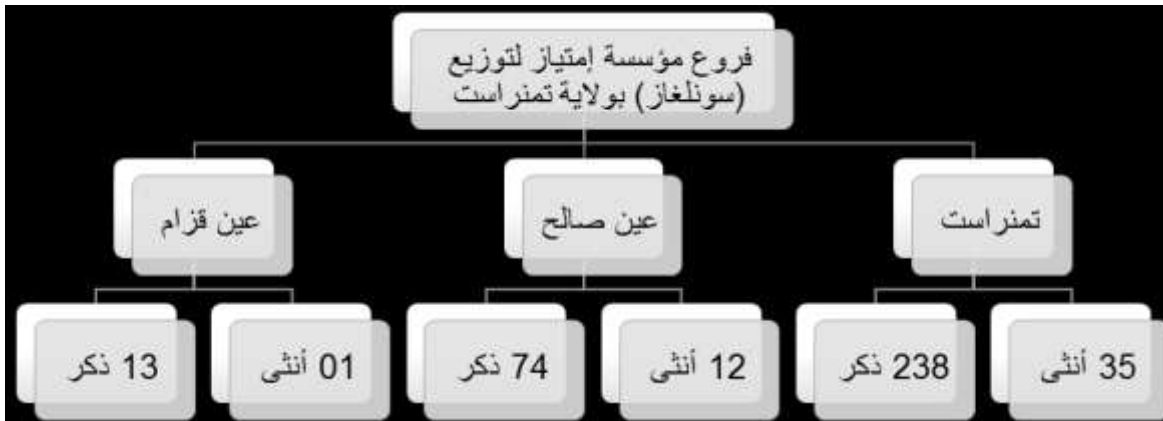 فروع مؤسسة إمتياز لتوزيع
(سونلغاز) بولاية تمنراست
تمنراست
عين صالح
عين قزام
35 أنثى
238 ذكر
12 أنثى
74 ذكر
01 أنثى
13 ذكر